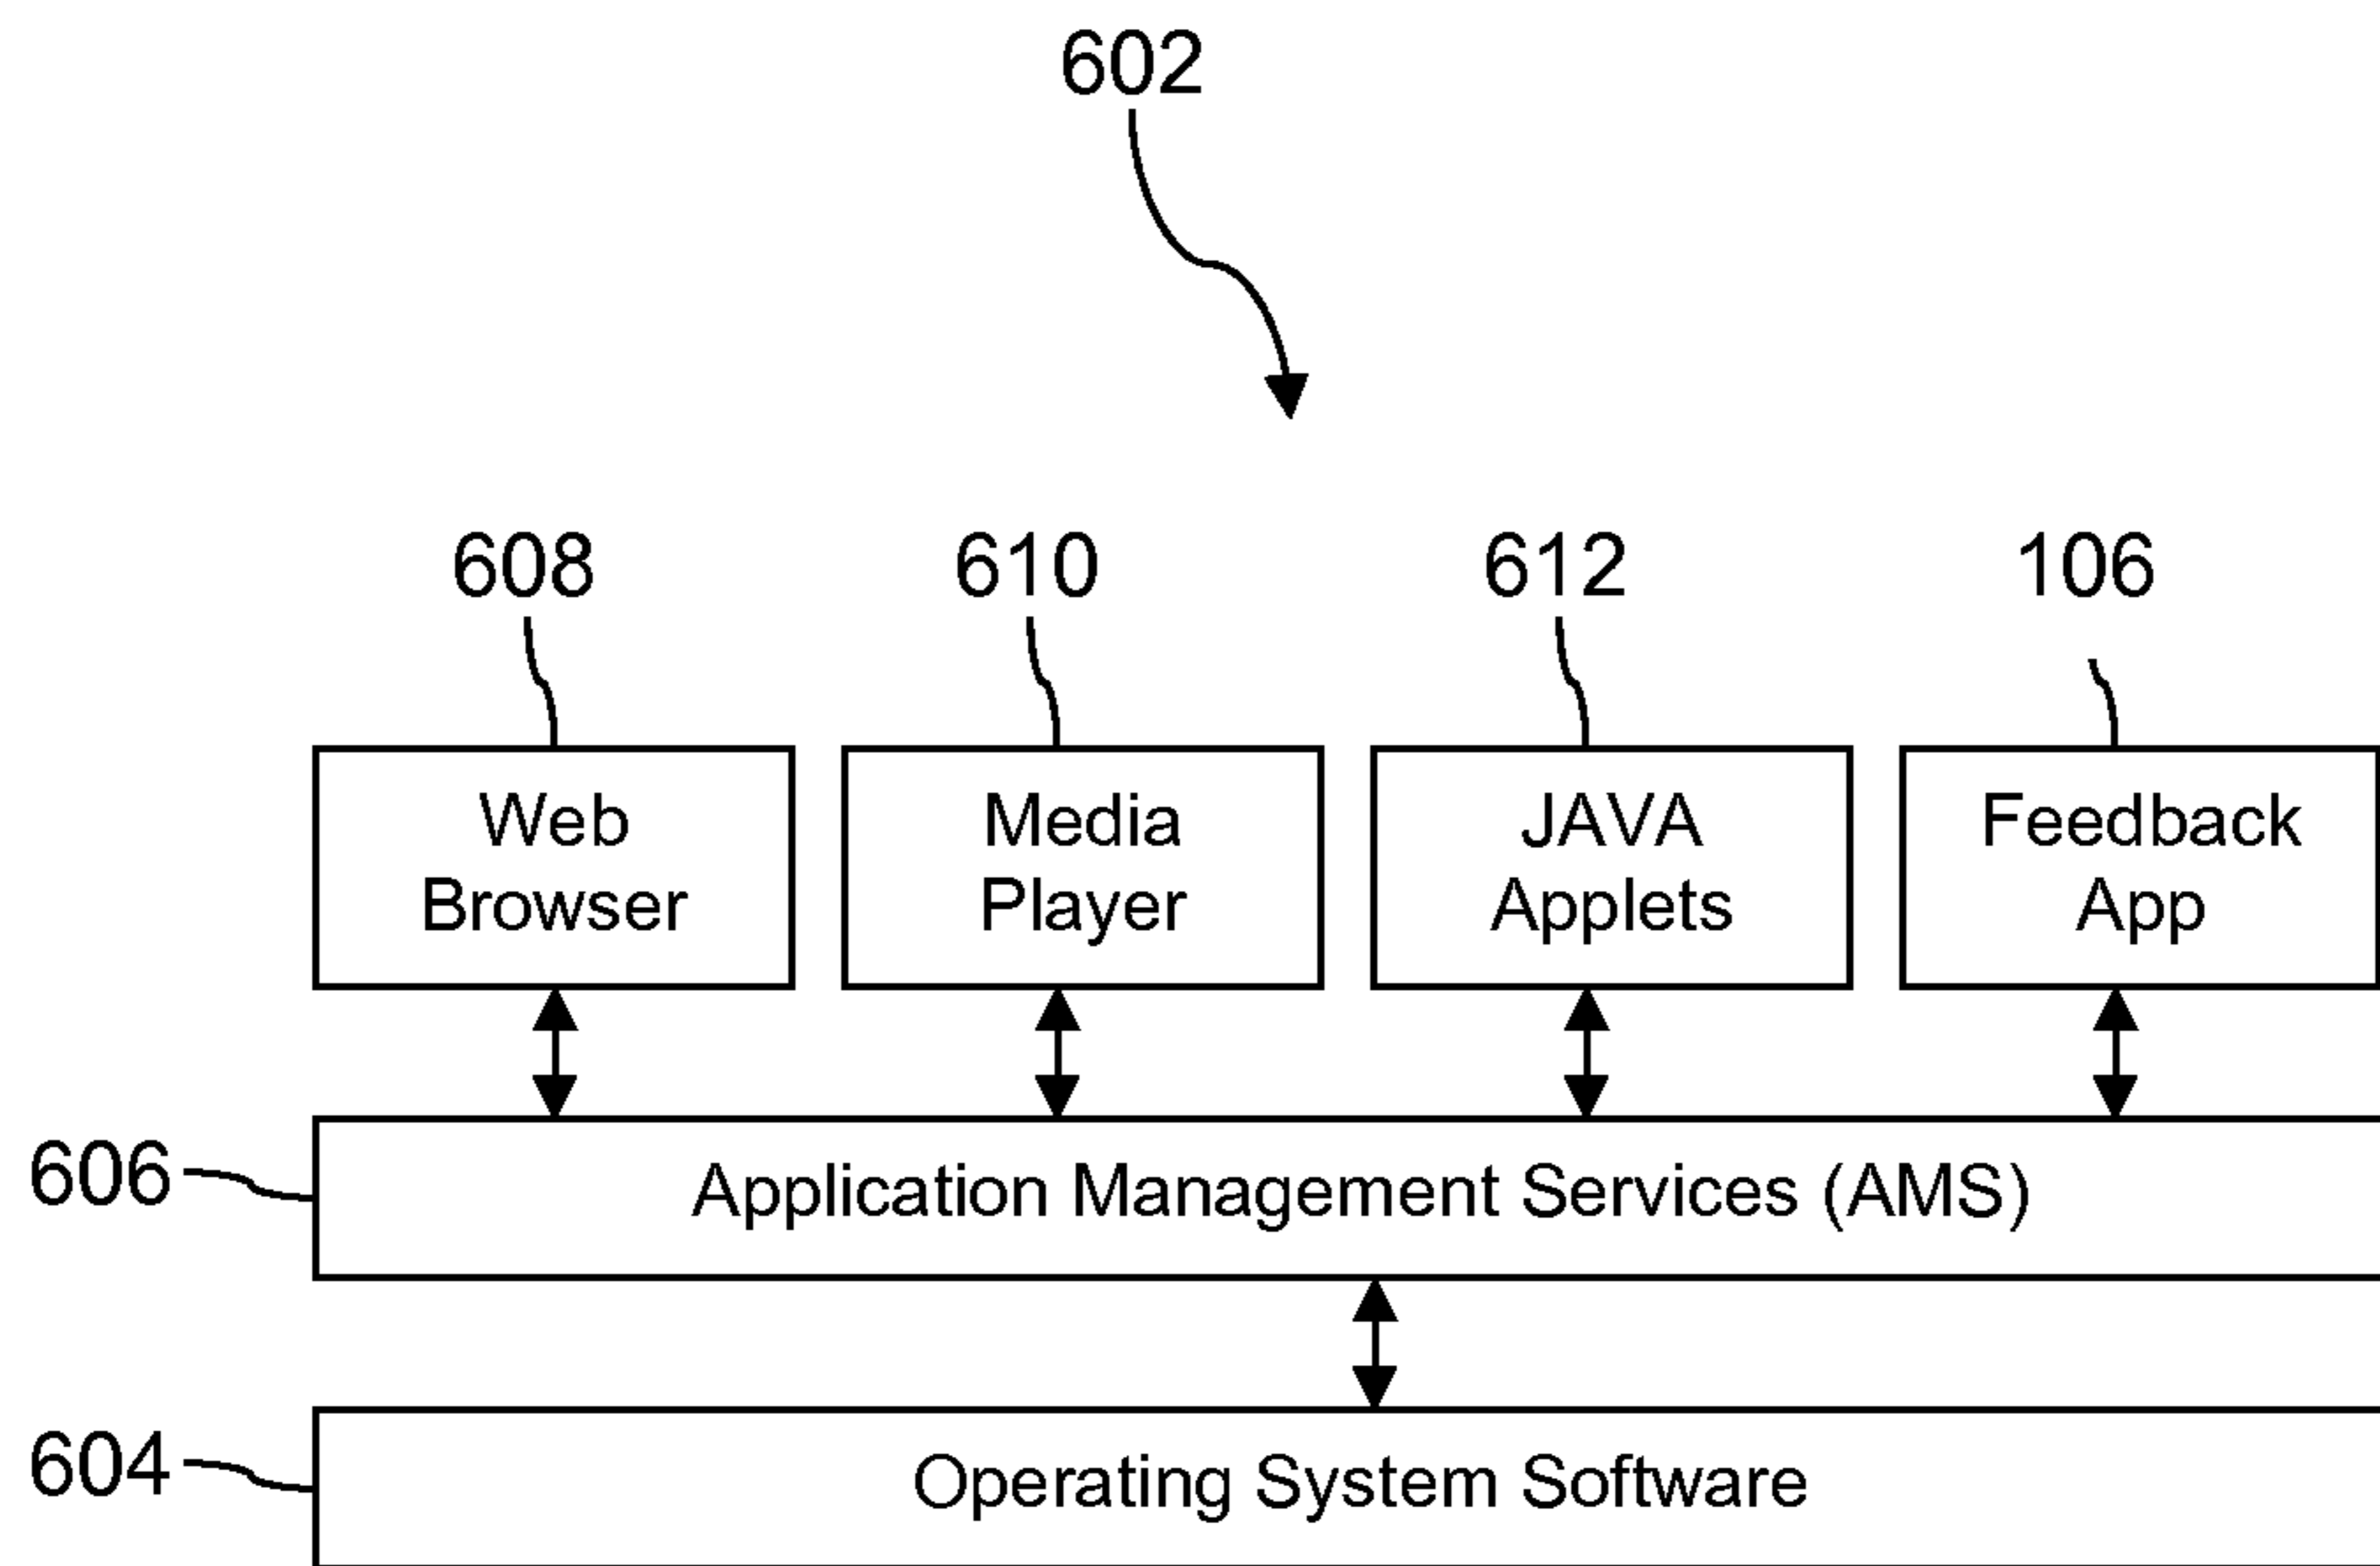 602
608
610
612
106
Web
Browser
Media
Player
JAVA
Applets
Feedback
App
606
Application Management Services (AMS)
604
Operating System Software